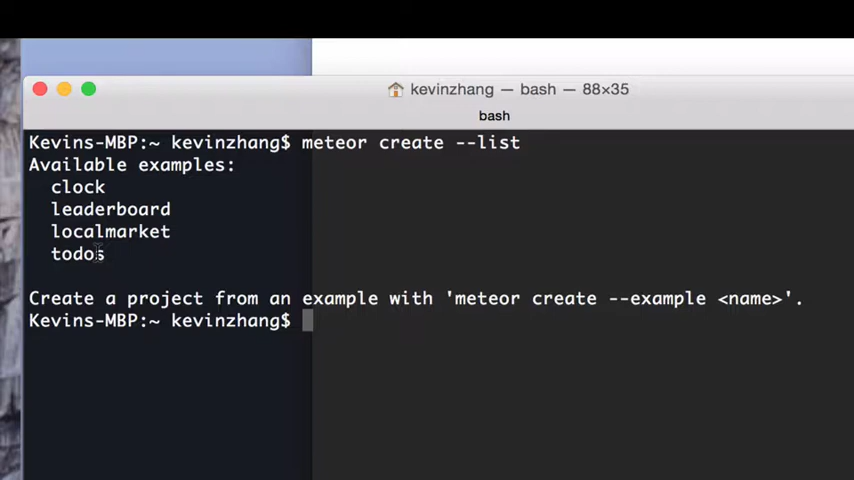 kevinzhang — bash — 88×35
bash
Kevins-MBP:~ kevinzhang$ meteor create --list
Available examples:
clock
leaderboard
localmarket
todos
Create a project from an example with 'meteor create --example <name>'.
Kevins-MBP:~ kevinzhang$